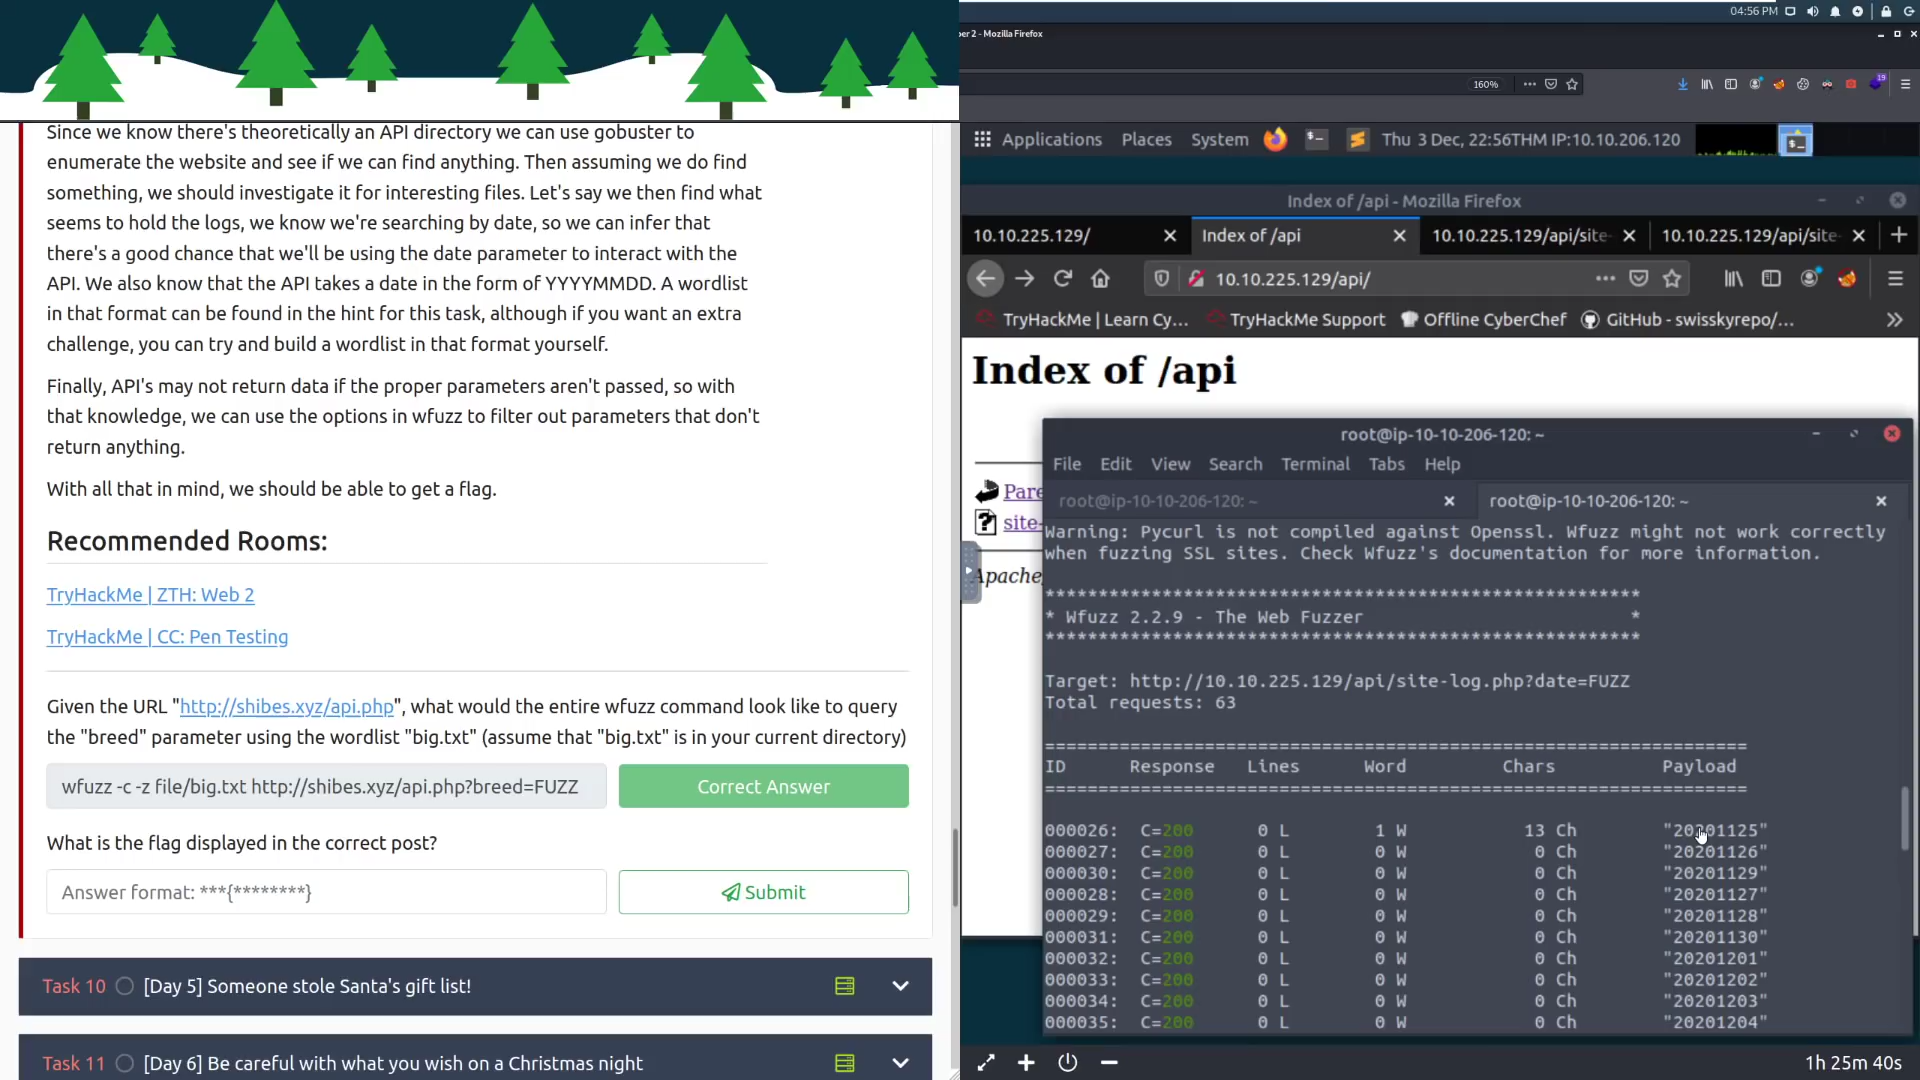 Since we know there's theoretically an API directory we can use gobuster to
enumerate the website and see if we can find anything. Then assuming we do find
something, we should investigate it for interesting files. Let's say we then find what
seems to hold the logs, we know we're searching by date, so we can infer that
there's a good chance that we'll be using the date parameter to interact with the
API. We also know that the API takes a date in the form of YYYYMMDD. A wordlist
in that format can be found in the hint for this task, although if you want an extra
challenge, you can try and build a wordlist in that format yourself.
Finally, API's may not return data if the proper parameters aren't passed, so with
that knowledge, we can use the options in wfuzz to filter out parameters that don't
return anything.
With all that in mind, we should be able to get a flag.
Recommended Rooms:
TryHackMe | ZTH: Web 2
TryHackMe | CC: Pen Testing
Given the URL "http://shibes.xyz/api.php", what would the entire wfuzz command look like to query
the "breed" parameter using the wordlist "big.txt" (assume that "big.txt" is in your current directory)
wfuzz -c -z file/big.txt http://shibes.xyz/api.php?breed=FUZZ
Correct Answer
What is the flag displayed in the correct post?
Answer format: ***{********}
Submit
Task 10 [Day 5] Someone stole Santa's gift list!
Task 11 [Day 6] Be careful with what you wish on a Christmas night
04:56 PM
per 2 - Mozilla Firefox
160%
19
Applications Places System Thu 3 Dec, 22:56THM IP:10.10.206.120
Index of /api - Mozilla Firefox
10.10.225.129/ Index of /api 10.10.225.129/api/site- 10.10.225.129/api/site-
10.10.225.129/api/
TryHackMe | Learn Cy... TryHackMe Support Offline CyberChef GitHub - swisskyrepo/...
Index of /api
Pare
site-
Apache
root@ip-10-10-206-120: ~
File Edit View Search Terminal Tabs Help
root@ip-10-10-206-120: ~ root@ip-10-10-206-120: ~
Warning: Pycurl is not compiled against Openssl. Wfuzz might not work correctly
when fuzzing SSL sites. Check Wfuzz's documentation for more information.
********************************************************
* Wfuzz 2.2.9 - The Web Fuzzer *
********************************************************
Target: http://10.10.225.129/api/site-log.php?date=FUZZ
Total requests: 63
==================================================================
ID Response Lines Word Chars Payload
==================================================================
000026: C=200 0 L 1 W 13 Ch "20201125"
000027: C=200 0 L 0 W 0 Ch "20201126"
000030: C=200 0 L 0 W 0 Ch "20201129"
000028: C=200 0 L 0 W 0 Ch "20201127"
000029: C=200 0 L 0 W 0 Ch "20201128"
000031: C=200 0 L 0 W 0 Ch "20201130"
000032: C=200 0 L 0 W 0 Ch "20201201"
000033: C=200 0 L 0 W 0 Ch "20201202"
000034: C=200 0 L 0 W 0 Ch "20201203"
000035: C=200 0 L 0 W 0 Ch "20201204"
1h 25m 40s